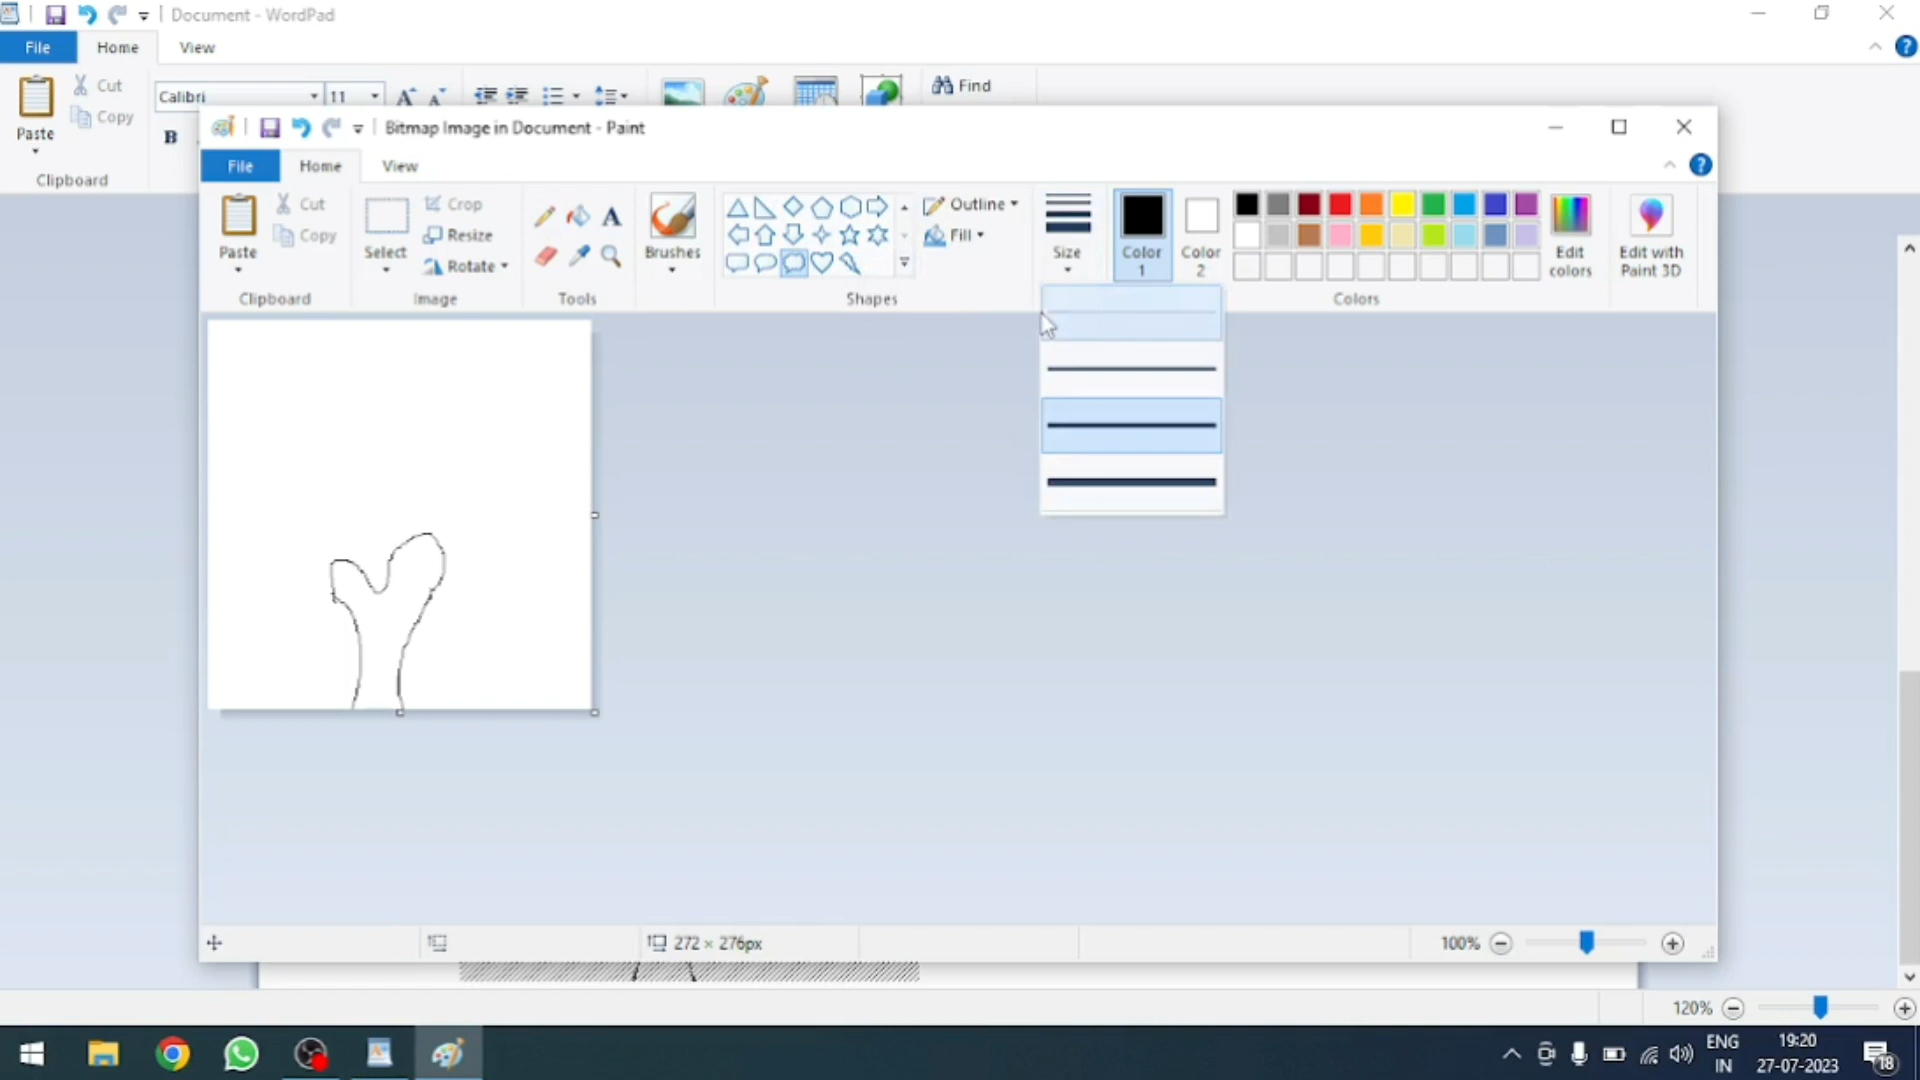 Document - WordPad
File Home View
Cut
Copy
Paste
Calibri 11
B
Find
Clipboard
Bitmap Image in Document - Paint
File Home View
Paste
Cut
Copy
Select
Crop
Resize
Rotate
A
Brushes
Outline
Fill
Size
Color 1
Color 2
Edit colors
Edit with Paint 3D
Clipboard
Image
Tools
Shapes
Colors
272 × 276px
100%
120%
ENG
IN
19:20
27-07-2023
18